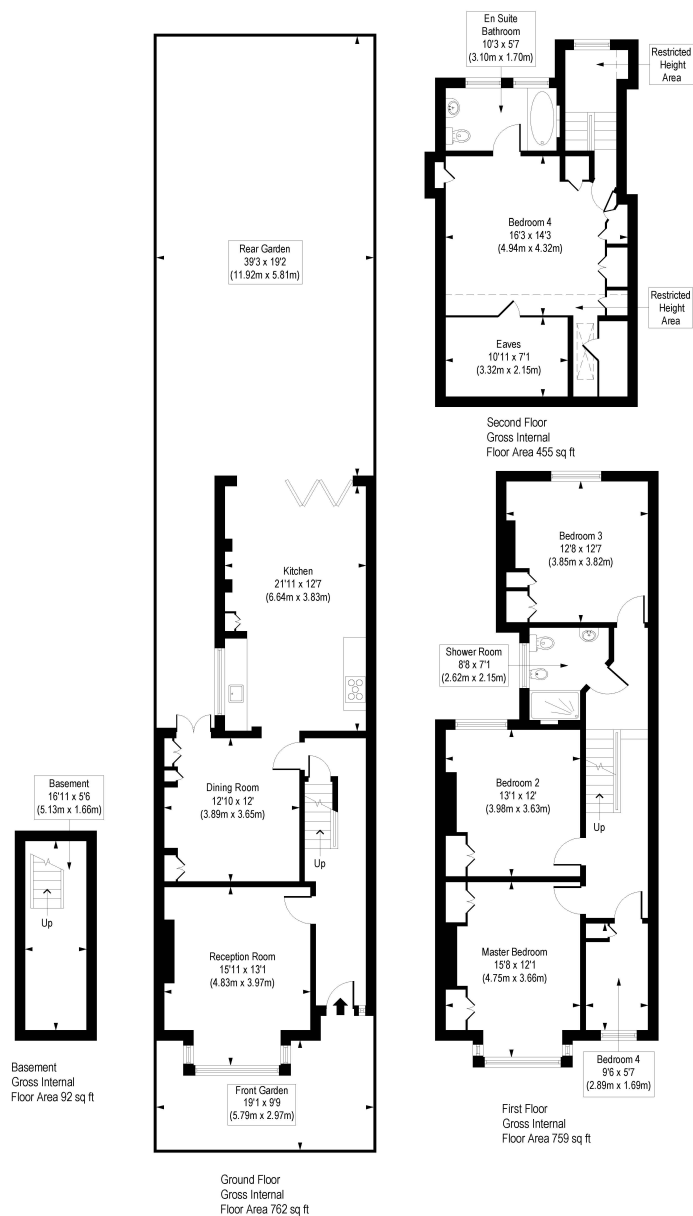 En Suite
Bathroom
10'3 x 5'7
(3.10m x 1.70m)
Restricted
Height
Area
Bedroom 4
16'3 x 14'3
(4.94m x 4.32m)
Restricted
Height
Area
Eaves
10'11 x 7'1
(3.32m x 2.15m)
Second Floor
Gross Internal
Floor Area 455 sq ft
Rear Garden
39'3 x 19'2
(11.92m x 5.81m)
Kitchen
21'11 x 12'7
(6.64m x 3.83m)
Dining Room
12'10 x 12'
(3.89m x 3.65m)
Up
Reception Room
15'11 x 13'1
(4.83m x 3.97m)
Front Garden
19'1 x 9'9
(5.79m x 2.97m)
Ground Floor
Gross Internal
Floor Area 762 sq ft
Basement
16'11 x 5'6
(5.13m x 1.66m)
Up
Basement
Gross Internal
Floor Area 92 sq ft
Bedroom 3
12'8 x 12'7
(3.85m x 3.82m)
Shower Room
8'8 x 7'1
(2.62m x 2.15m)
Bedroom 2
13'1 x 12'
(3.98m x 3.63m)
Up
Master Bedroom
15'8 x 12'1
(4.75m x 3.66m)
Bedroom 4
9'6 x 5'7
(2.89m x 1.69m)
First Floor
Gross Internal
Floor Area 759 sq ft